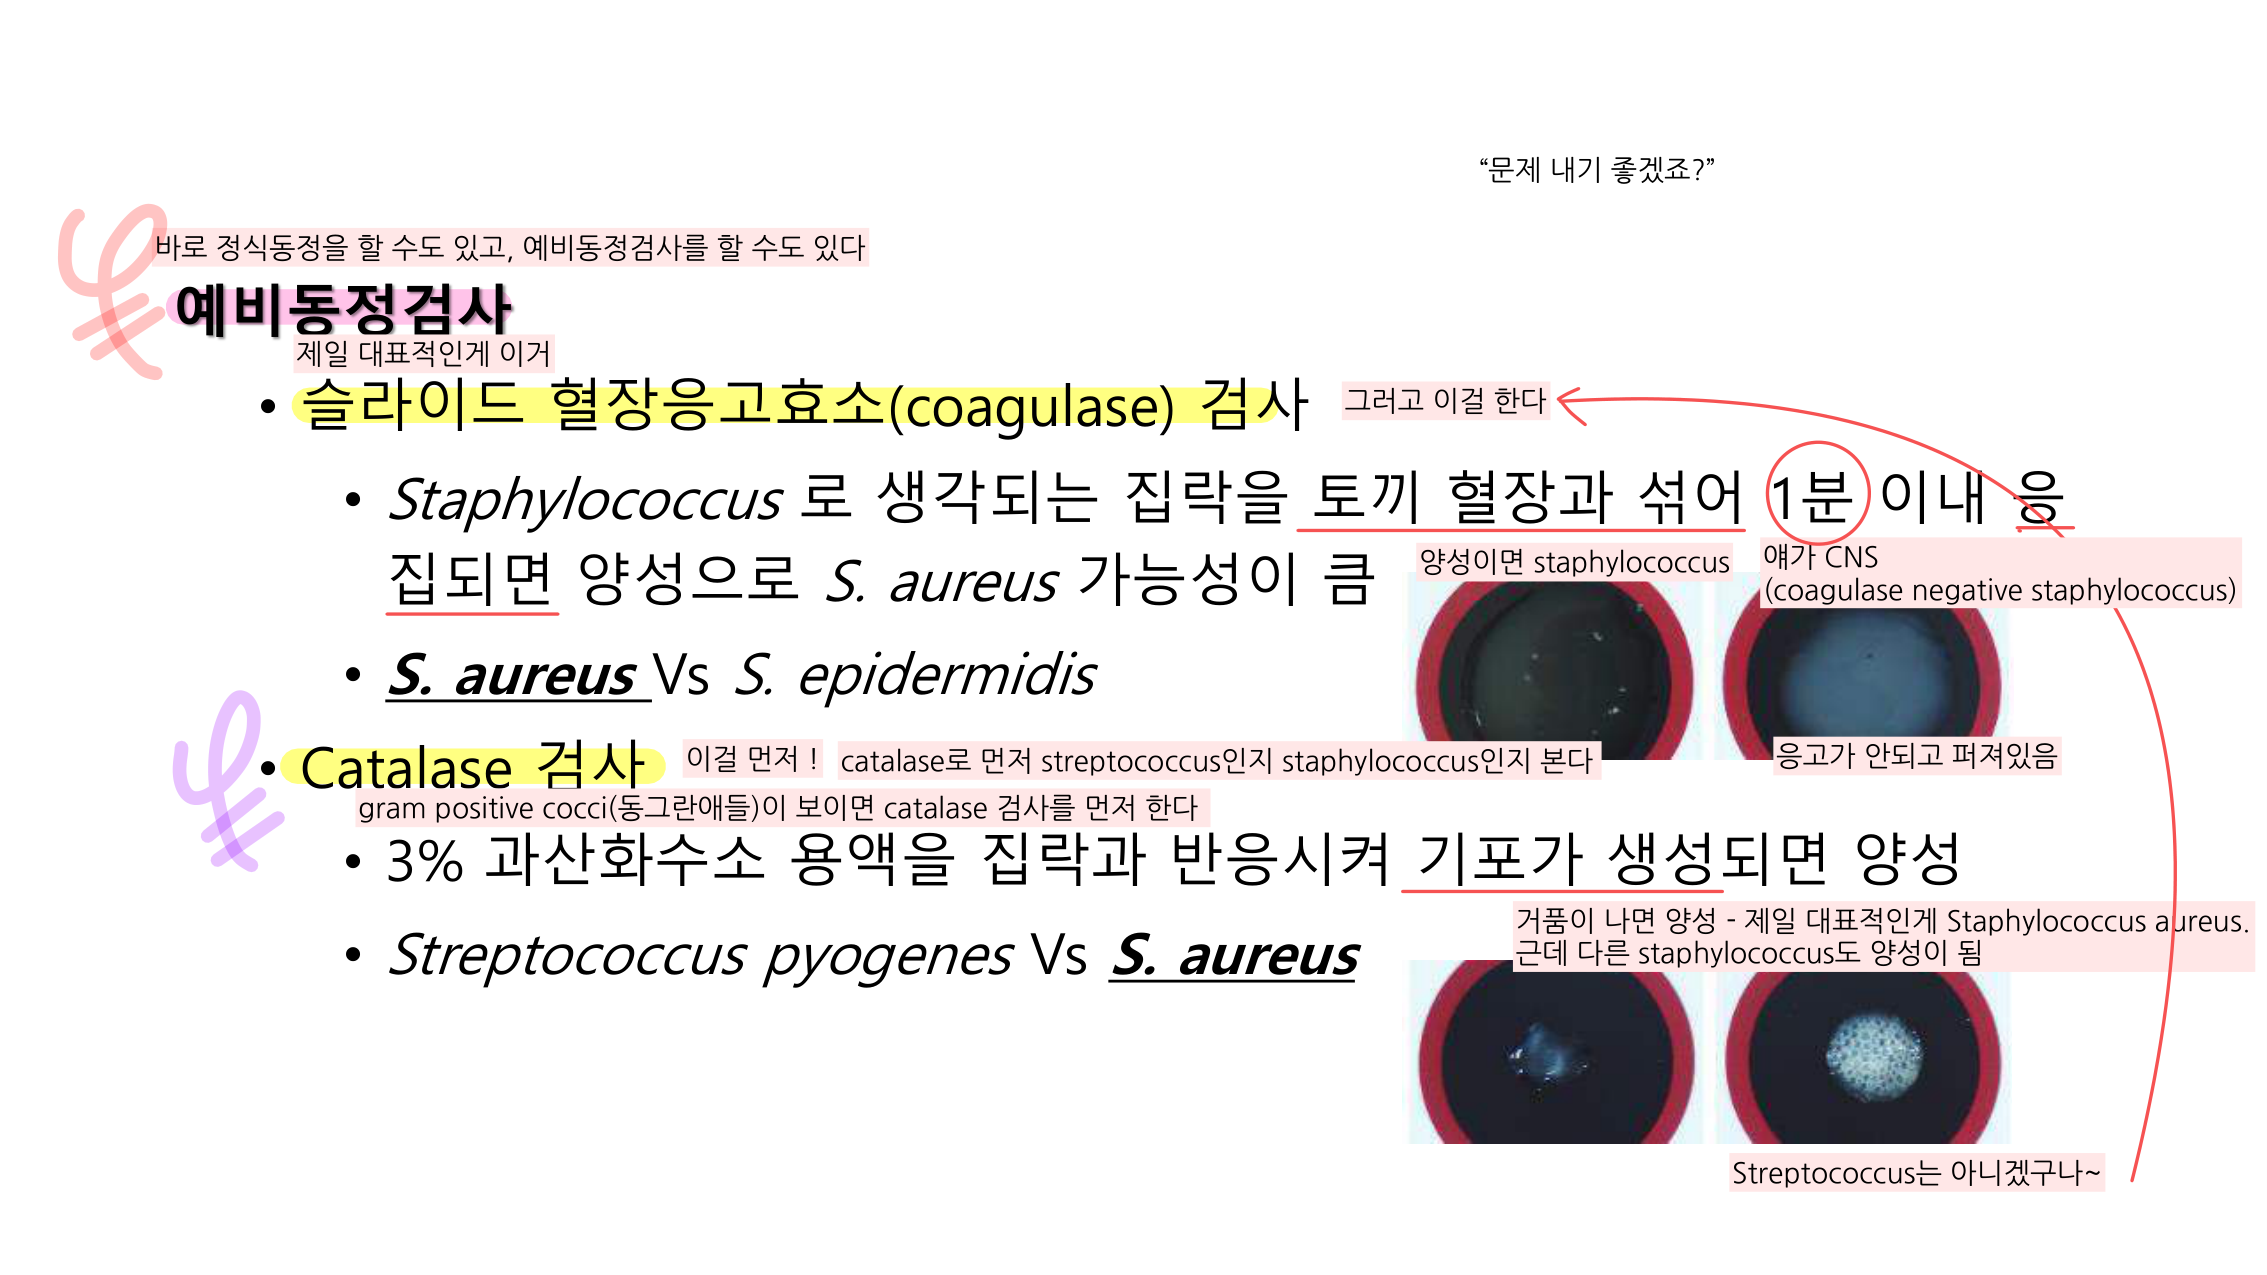 “문제 내기 좋겠죠?”
바로 정식동정을 할 수도 있고, 예비동정검사를 할 수도 있다
예비동정검사
제일 대표적인게 이거
• 슬라이드 혈장응고효소(coagulase) 검사 그러고 이걸 한다
• Staphylococcus 로 생각되는 집락을 토끼 혈장과 섞어 1분 이내 응
집되면 양성으로 S. aureus 가능성이 큼
양성이면 staphylococcus
얘가 CNS
(coagulase negative staphylococcus)
• S. aureus Vs S. epidermidis
응고가 안되고 퍼져있음
• Catalase 검사 이걸 먼저 ! catalase로 먼저 streptococcus인지 staphylococcus인지 본다
gram positive cocci(동그란애들)이 보이면 catalase 검사를 먼저 한다
• 3% 과산화수소 용액을 집락과 반응시켜 기포가 생성되면 양성
거품이 나면 양성 - 제일 대표적인게 Staphylococcus aureus.
근데 다른 staphylococcus도 양성이 됨
• Streptococcus pyogenes Vs S. aureus
Streptococcus는 아니겠구나~